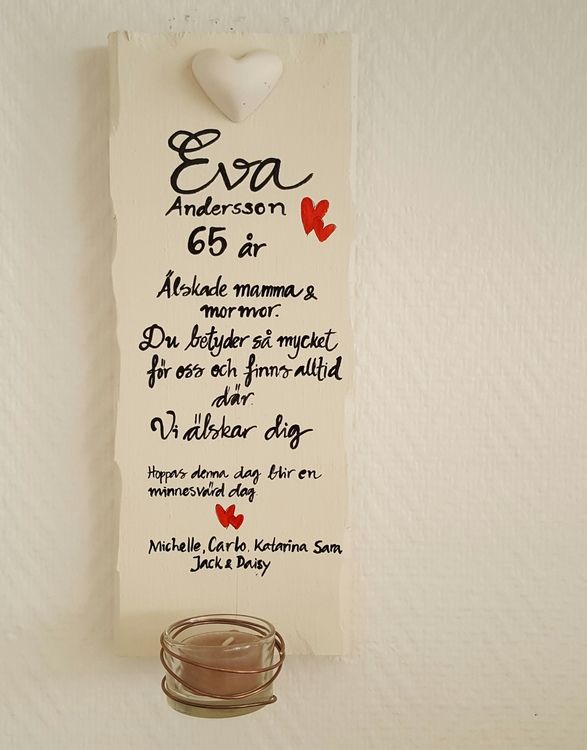 Eva
Andersson
65 år
Älskade mamma &
mormor.
Du betyder så mycket
för oss och finns alltid
där.
Vi älskar dig
Hoppas denna dag blir en
minnesvärd dag
Michelle, Carlo, Katarina Sara
Jack & Daisy